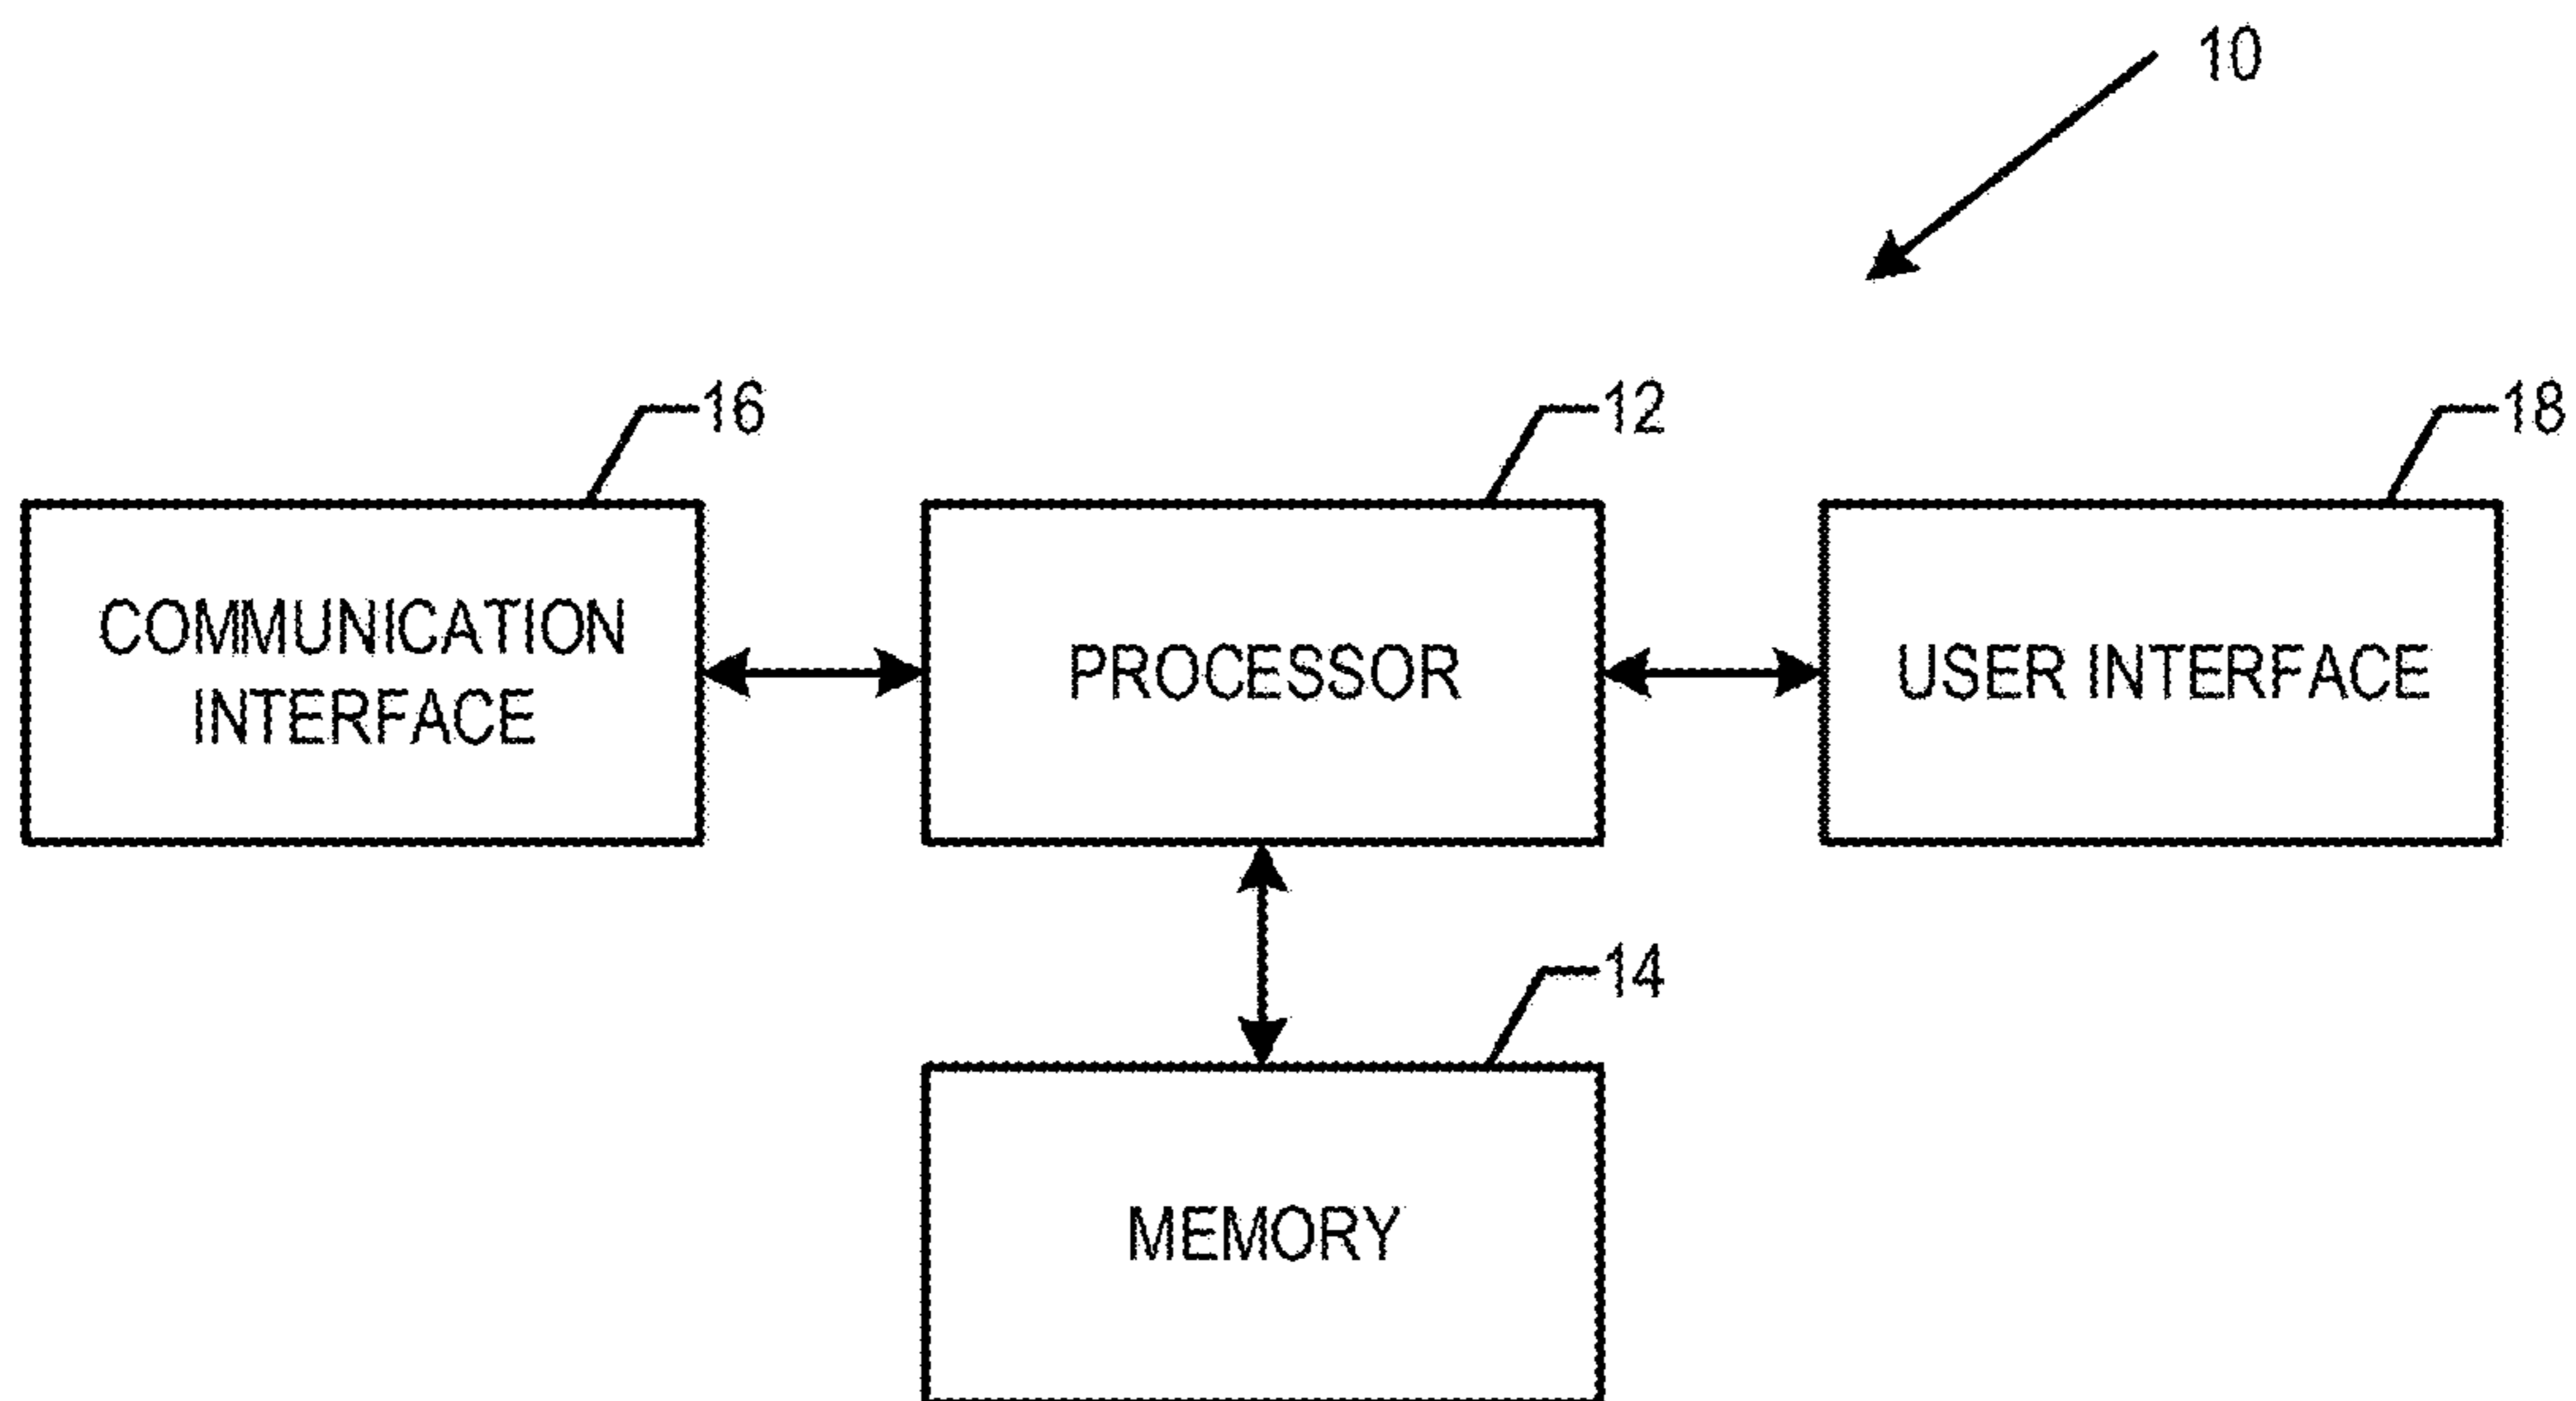 10
16
12
18
COMMUNICATION
INTERFACE
PROCESSOR
USER INTERFACE
14
MEMORY